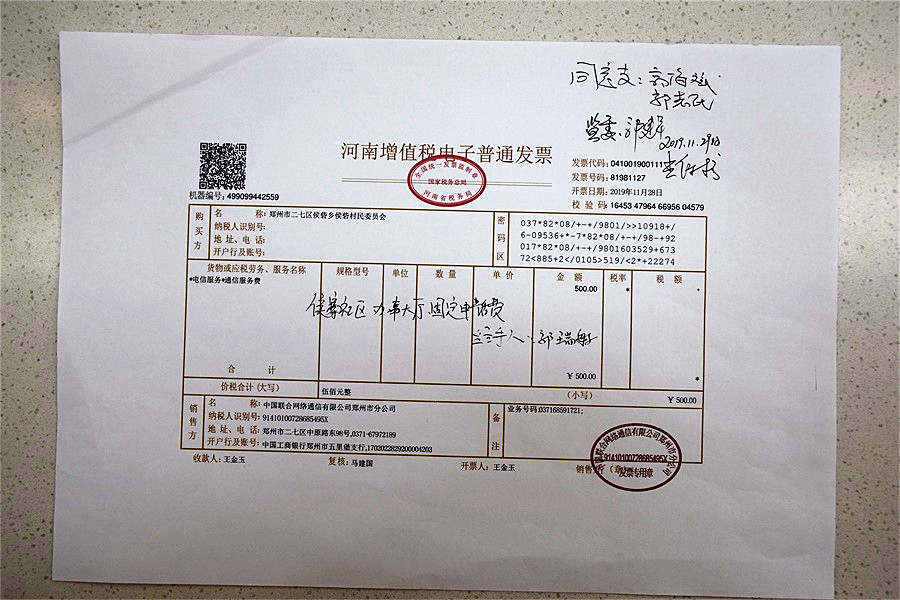 同意支：
2019.11.29日
河南增值税电子普通发票
全国统一发票监制章
国家税务总局
河南省税务局
机器编号：499099442559
发票代码：041001900111
发票号码：81981127
开票日期：2019年11月28日
校 验 码：16453 47964 66956 04579
购买方
名 称：郑州市二七区侯寨乡侯寨村民委员会
纳税人识别号：
地 址、电 话：
开户行及账号：
密码区
037*82*08/+-+/9801/>>10918+/
6-09536+*-7*82*08/+-+/98-+92
017*82*08/+-+/9801603529+673
72<885+2</0105>519/<2*+22274
货物或应税劳务、服务名称 规格型号 单位 数 量 单 价 金 额 税率 税 额
*电信服务*通信服务费 500.00 * *
侯寨社区办事大厅固定电话费
经手人：郭瑞敏
合 计 ￥500.00 *
价税合计（大写） 伍佰元整 （小写） ￥500.00
销售方
名 称：中国联合网络通信有限公司郑州市分公司
纳税人识别号：91410100728685495X
地 址、电 话：郑州市二七区中原路东98号,0371-67972189
开户行及账号：中国工商银行郑州市五里堡支行,1702022829200004203
备注
业务号码:037168591721;
收款人：王金玉 复核：马建国 开票人：王金玉 销售方：（章）
中国联合网络通信有限公司郑州市分公司
91410100728685495X
发票专用章